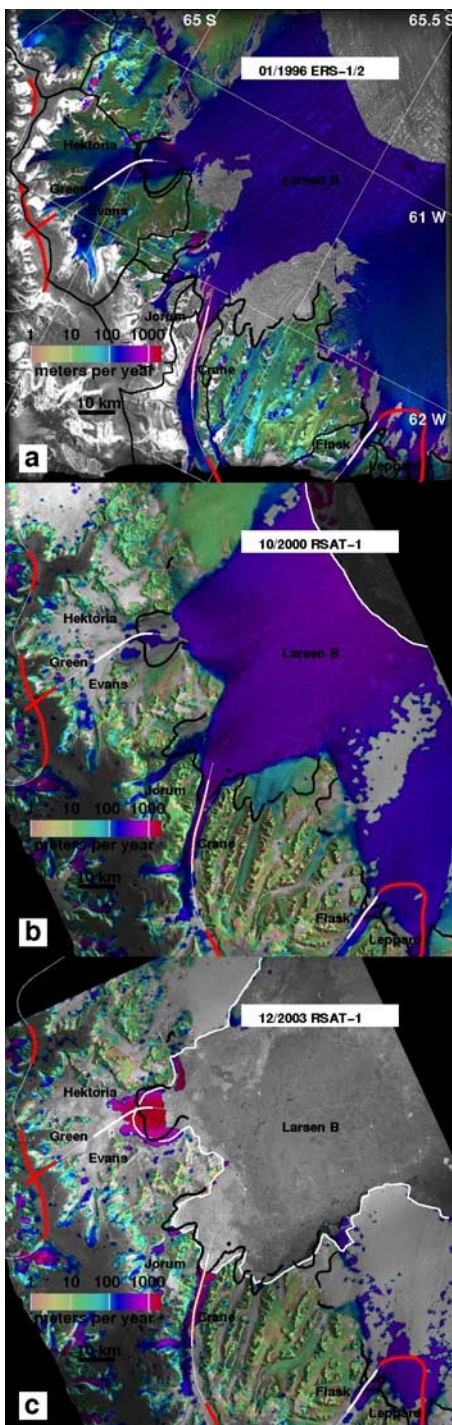 65 S
65.5 S
01/1996 ERS-1/2
Hektoria
Larsen B
Green
Evans
61 W
Jorum
1 10 100 1000
meters per year
Crane
10 km
62 W
Flask
Leppard
a
10/2000 RSAT-1
Hektoria
Green
Larsen B
Evans
Jorum
1 10 100 1000
meters per year
Crane
10 km
Flask
Leppard
b
12/2003 RSAT-1
Hektoria
Larsen B
Green
Evans
Jorum
1 10 100 1000
meters per year
Crane
10 km
Flask
Leppard
c